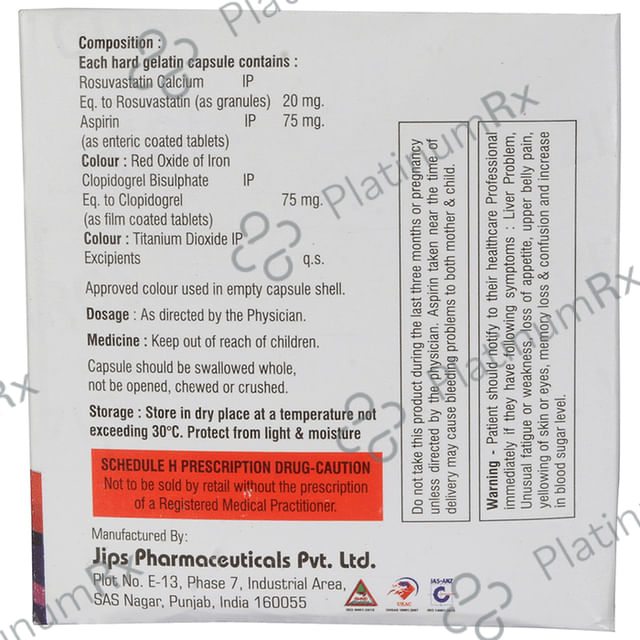 Composition :
Each hard gelatin capsule contains :
Rosuvastatin Calcium IP
Eq. to Rosuvastatin (as granules) 20 mg.
Aspirin IP 75 mg.
(as enteric coated tablets)
Colour : Red Oxide of Iron
Clopidogrel Bisulphate IP
Eq. to Clopidogrel 75 mg.
(as film coated tablets)
Colour : Titanium Dioxide IP
Excipients q.s.
Approved colour used in empty capsule shell.
Dosage : As directed by the Physician.
Medicine : Keep out of reach of children.
Capsule should be swallowed whole,
not be opened, chewed or crushed.
Storage : Store in dry place at a temperature not
exceeding 30°C. Protect from light & moisture
SCHEDULE H PRESCRIPTION DRUG-CAUTION
Not to be sold by retail without the prescription
of a Registered Medical Practitioner.
Manufactured By:
Jips Pharmaceuticals Pvt. Ltd.
Plot No. E-13, Phase 7, Industrial Area,
SAS Nagar, Punjab, India 160055
UKAC
JAS-ANZ
Do not take this product during the last three months or pregnancy
unless directed by the physician. Aspirin taken near the time of
delivery may cause bleeding problems to both mother & child.
Warning - Patient should notify to their healthcare Professional
immediately if they have following symptoms : Liver Problem,
Unusual fatigue or weakness, loss of appetite, upper belly pain,
yellowing of skin or eyes, memory loss & confusion and increase
in blood sugar level.
PlatinumRx
PlatinumRx
PlatinumRx
PlatinumRx